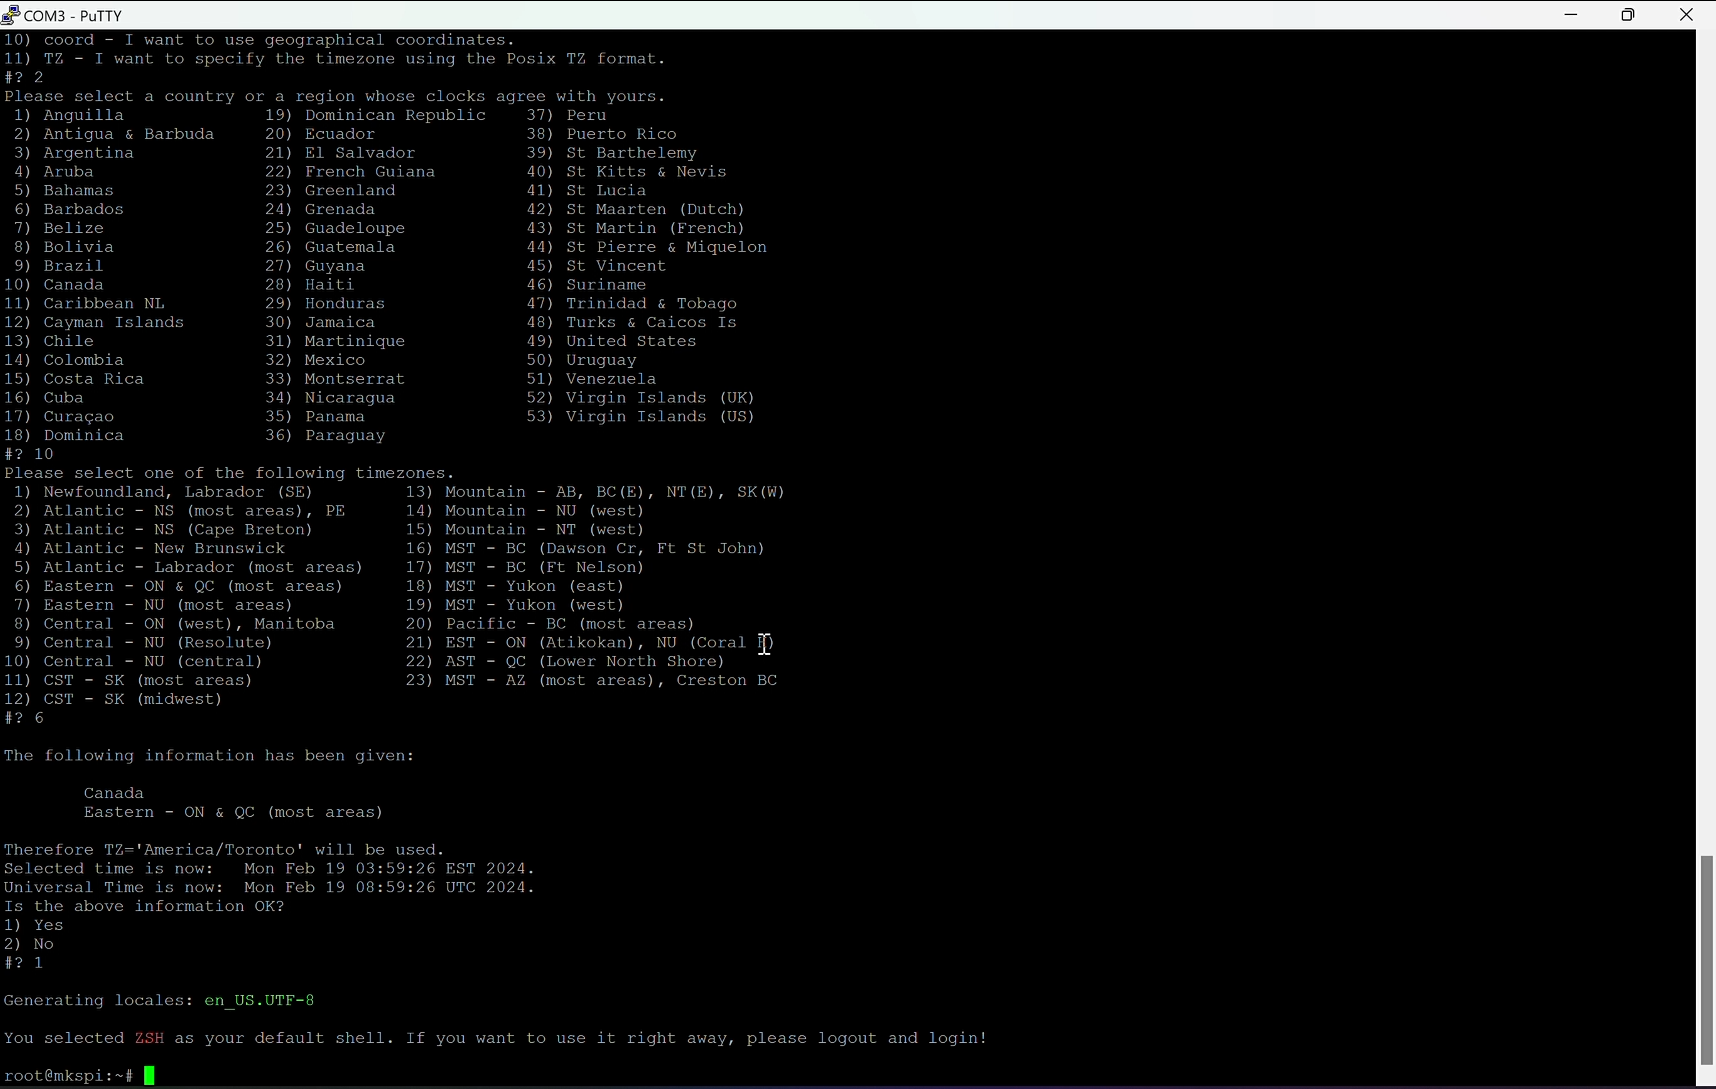 COM3 - PuTTY
10) coord - I want to use geographical coordinates.
11) TZ - I want to specify the timezone using the Posix TZ format.
#? 2
Please select a country or a region whose clocks agree with yours.
 1) Anguilla              19) Dominican Republic    37) Peru
 2) Antigua & Barbuda     20) Ecuador               38) Puerto Rico
 3) Argentina             21) El Salvador           39) St Barthelemy
 4) Aruba                 22) French Guiana         40) St Kitts & Nevis
 5) Bahamas               23) Greenland             41) St Lucia
 6) Barbados              24) Grenada               42) St Maarten (Dutch)
 7) Belize                25) Guadeloupe            43) St Martin (French)
 8) Bolivia               26) Guatemala             44) St Pierre & Miquelon
 9) Brazil                27) Guyana                45) St Vincent
10) Canada                28) Haiti                 46) Suriname
11) Caribbean NL          29) Honduras              47) Trinidad & Tobago
12) Cayman Islands        30) Jamaica               48) Turks & Caicos Is
13) Chile                 31) Martinique            49) United States
14) Colombia              32) Mexico                50) Uruguay
15) Costa Rica            33) Montserrat            51) Venezuela
16) Cuba                  34) Nicaragua             52) Virgin Islands (UK)
17) Curaçao               35) Panama                53) Virgin Islands (US)
18) Dominica              36) Paraguay
#? 10
Please select one of the following timezones.
 1) Newfoundland, Labrador (SE)         13) Mountain - AB, BC(E), NT(E), SK(W)
 2) Atlantic - NS (most areas), PE      14) Mountain - NU (west)
 3) Atlantic - NS (Cape Breton)         15) Mountain - NT (west)
 4) Atlantic - New Brunswick            16) MST - BC (Dawson Cr, Ft St John)
 5) Atlantic - Labrador (most areas)    17) MST - BC (Ft Nelson)
 6) Eastern - ON & QC (most areas)      18) MST - Yukon (east)
 7) Eastern - NU (most areas)           19) MST - Yukon (west)
 8) Central - ON (west), Manitoba       20) Pacific - BC (most areas)
 9) Central - NU (Resolute)             21) EST - ON (Atikokan), NU (Coral )
10) Central - NU (central)              22) AST - QC (Lower North Shore)
11) CST - SK (most areas)               23) MST - AZ (most areas), Creston BC
12) CST - SK (midwest)
#? 6
The following information has been given:
        Canada
        Eastern - ON & QC (most areas)
Therefore TZ='America/Toronto' will be used.
Selected time is now:   Mon Feb 19 03:59:26 EST 2024.
Universal Time is now:  Mon Feb 19 08:59:26 UTC 2024.
Is the above information OK?
1) Yes
2) No
#? 1
Generating locales: en_US.UTF-8
You selected ZSH as your default shell. If you want to use it right away, please logout and login!
root@mkspi:~#